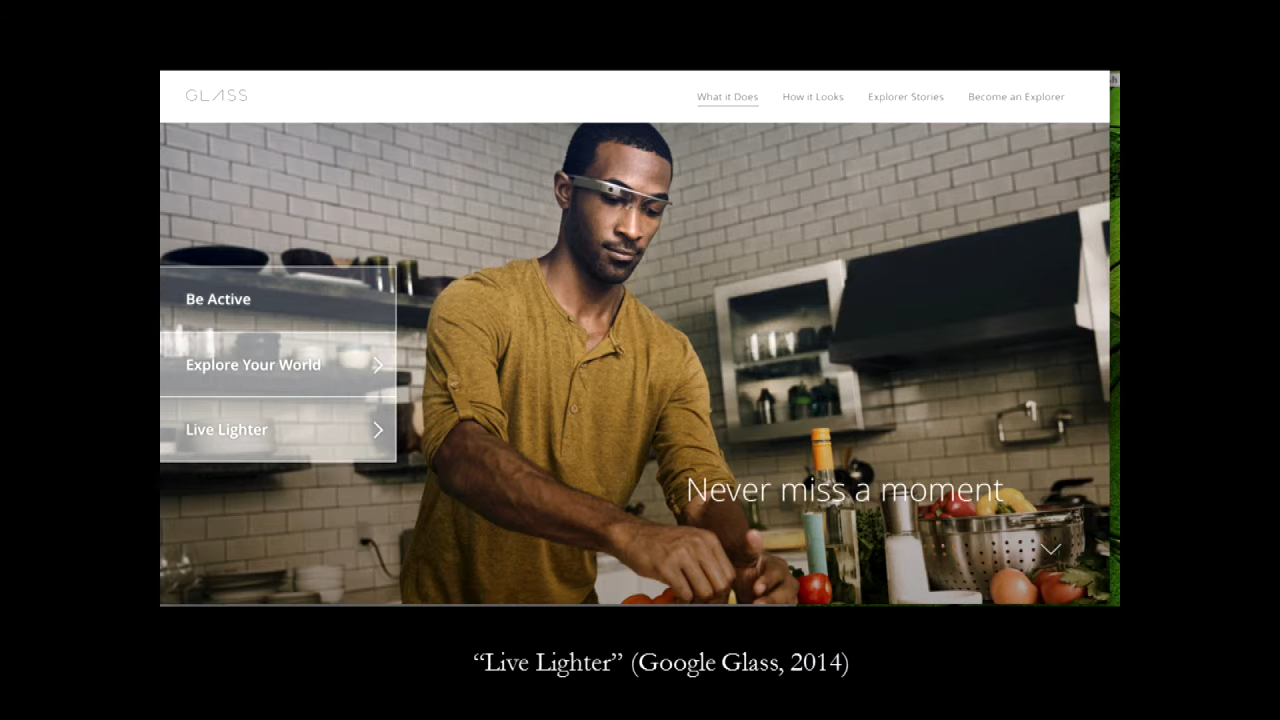 GLASS
What it Does
How it Looks
Explorer Stories
Become an Explorer
Be Active
Explore Your World
Live Lighter
Never miss a moment
“Live Lighter” (Google Glass, 2014)